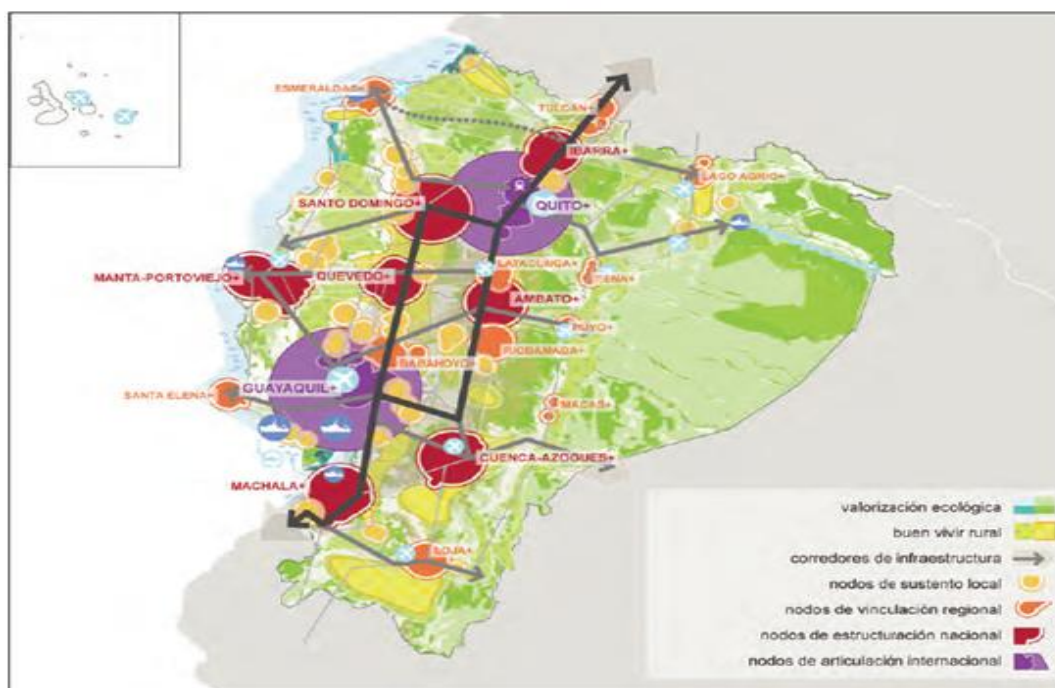 ESMERALDAS+
TULCAN+
IBARRA+
LAGO AGRIO+
SANTO DOMINGO+
QUITO+
MANTA-PORTOVIEJO+
QUEVEDO+
LATACUNGA+
TENA+
AMBATO+
PUYO+
BABAHOYO+
RIOBAMABA+
GUAYAQUIL+
SANTA ELENA+
MACAS+
CUENCA-AZOGUES+
MACHALA+
LOJA+
valorización ecológica
buen vivir rural
corredores de infraestructura
nodos de sustento local
nodos de vinculación regional
nodos de estructuración nacional
nodos de articulación internacional